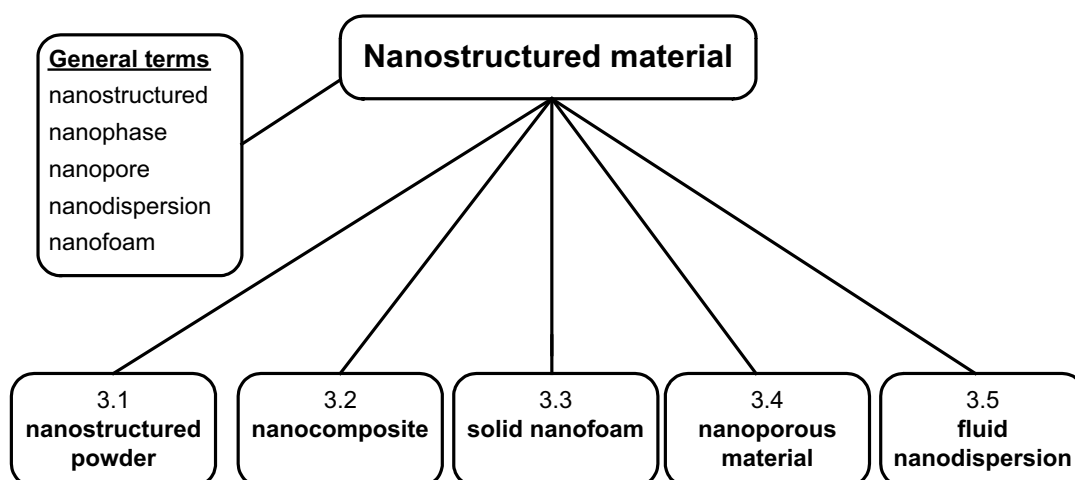 Nanostructured material
General terms
nanostructured
nanophase
nanopore
nanodispersion
nanofoam
3.1
nanostructured
powder
3.2
nanocomposite
3.3
solid nanofoam
3.4
nanoporous
material
3.5
fluid
nanodispersion